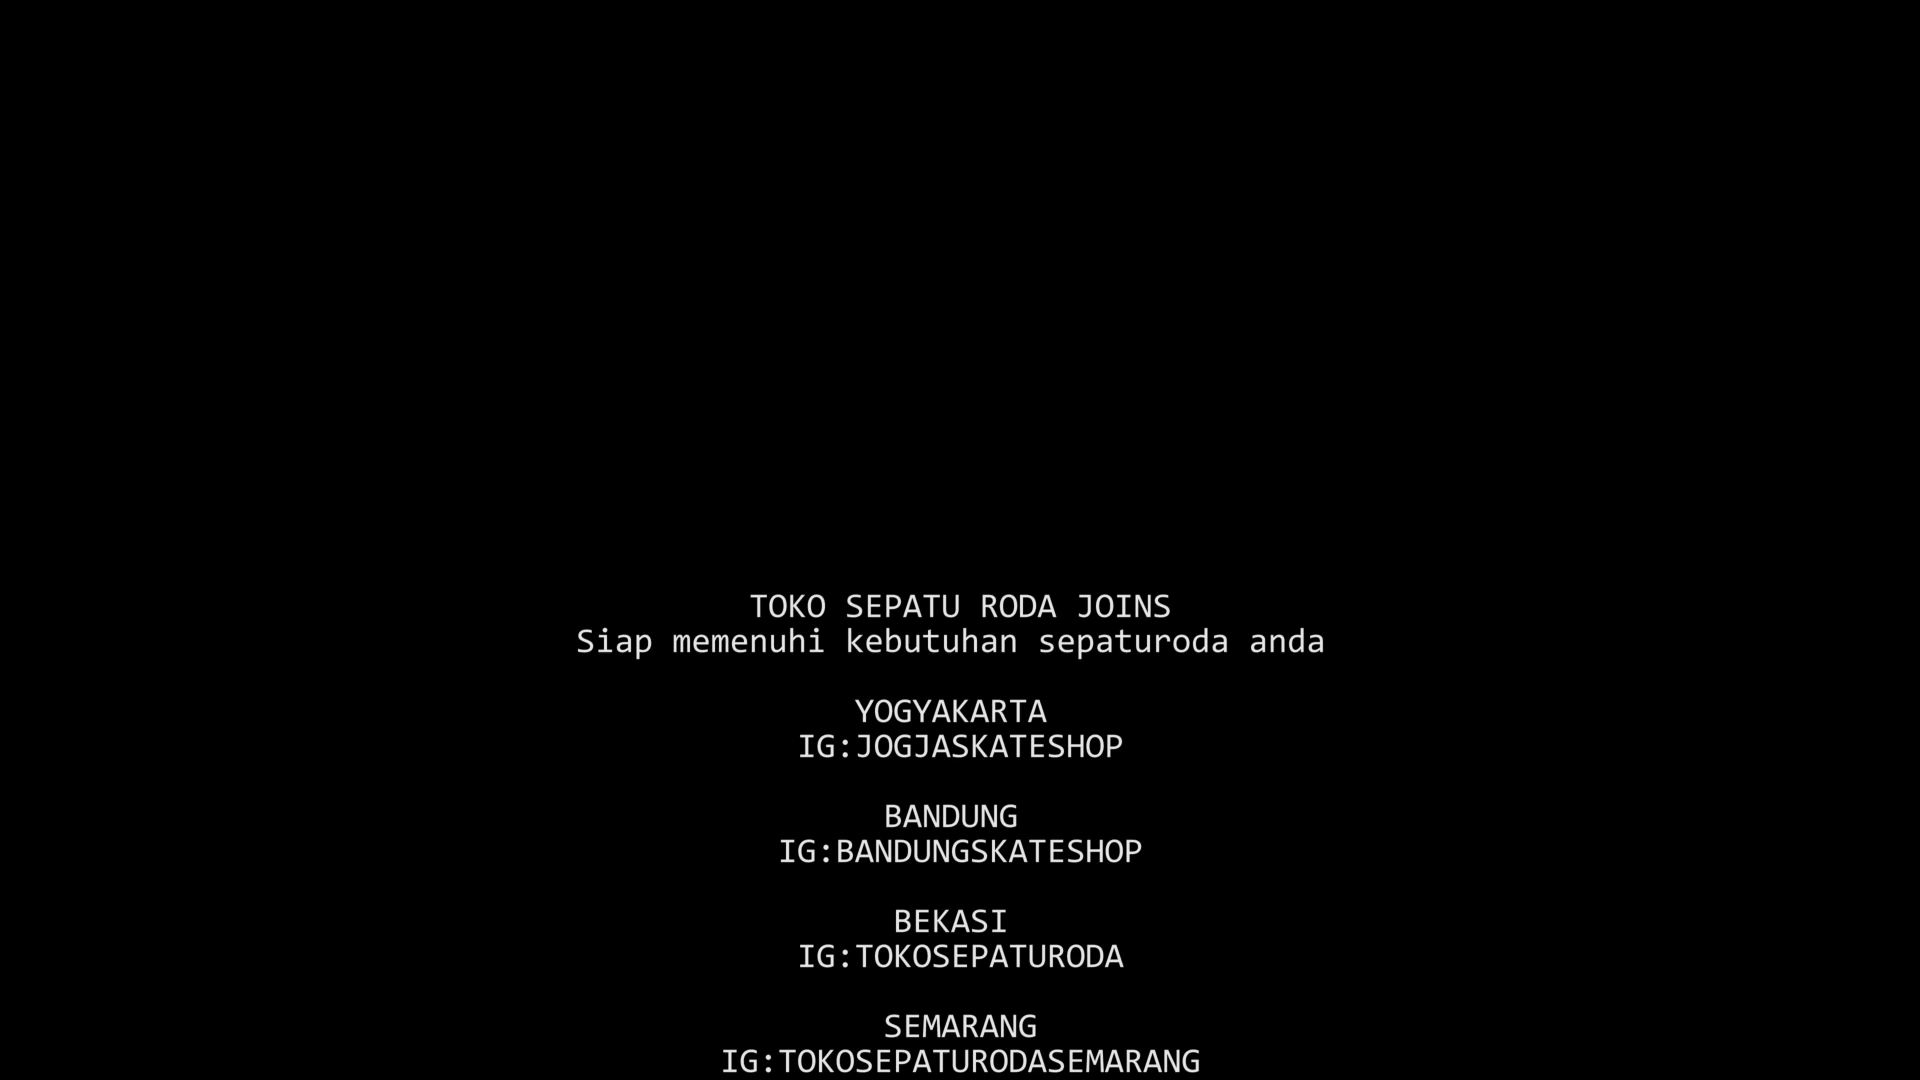 TOKO SEPATU RODA JOINS
Siap memenuhi kebutuhan sepaturoda anda
YOGYAKARTA
IG:JOGJASKATESHOP
BANDUNG
IG:BANDUNGSKATESHOP
BEKASI
IG:TOKOSEPATURODA
SEMARANG
IG:TOKOSEPATURODASEMARANG